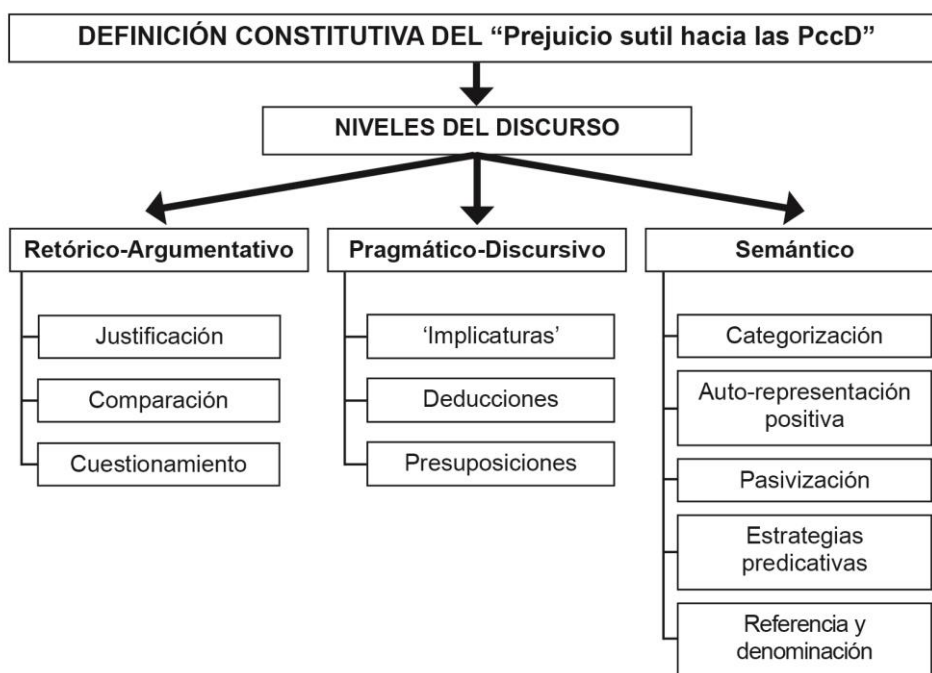 DEFINICIÓN CONSTITUTIVA DEL “Prejuicio sutil hacia las PccD”
NIVELES DEL DISCURSO
Retórico-Argumentativo
Justificación
Comparación
Cuestionamiento
Pragmático-Discursivo
‘Implicaturas’
Deducciones
Presuposiciones
Semántico
Categorización
Auto-representación
positiva
Pasivización
Estrategias
predicativas
Referencia y
denominación